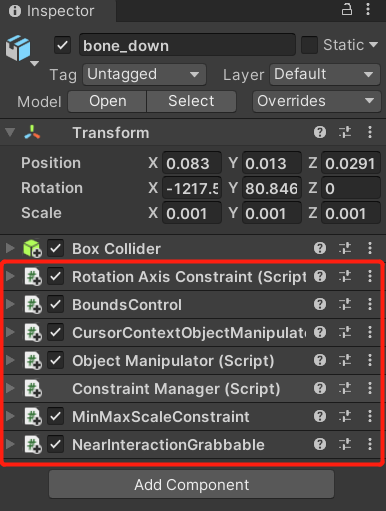 Inspector
bone_down Static
Tag Untagged Layer Default
Model Open Select Overrides
Transform
Position X 0.083 Y 0.013 Z 0.0291
Rotation X -1217.5 Y 80.846 Z 0
Scale X 0.001 Y 0.001 Z 0.001
Box Collider
Rotation Axis Constraint (Script
BoundsControl
CursorContextObjectManipulato
Object Manipulator (Script)
Constraint Manager (Script)
MinMaxScaleConstraint
NearInteractionGrabbable
Add Component